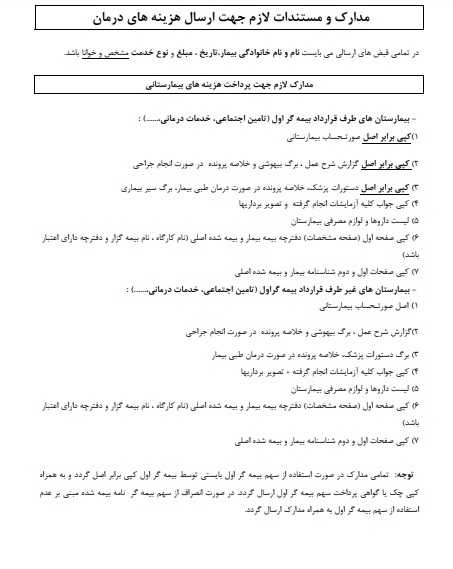 مدارک و مستندات لازم جهت ارسال هزینه های درمان
در تمامی قبض های ارسالی می بایست نام و نام خانوادگی بیمار،تاریخ ، مبلغ و نوع خدمت مشخص و خوانا باشد.
مدارک لازم جهت پرداخت هزینه های بیمارستانی
- بیمارستان های طرف قرارداد بیمه گر اول (تامین اجتماعی، خدمات درمانی،......) :
۱)کپی برابر اصل صورتحساب بیمارستانی
۲)کپی برابر اصل گزارش شرح عمل ، برگ بیهوشی و خلاصه پرونده در صورت انجام جراحی
۳) کپی برابر اصل دستورات پزشک، خلاصه پرونده در صورت درمان طبی بیمار، برگ سیر بیماری
۴) کپی جواب کلیه آزمایشات انجام گرفته و تصویر برداریها
۵) لیست داروها و لوازم مصرفی بیمارستان
۶) کپی صفحه اول (صفحه مشخصات) دفترچه بیمه بیمار و بیمه شده اصلی (نام کارگاه ، نام بیمه گزار و دفترچه دارای اعتبار
باشد)
۷) کپی صفحات اول و دوم شناسنامه بیمار و بیمه شده اصلی
- بیمارستان های غیر طرف قرارداد بیمه گراول (تامین اجتماعی، خدمات درمانی،......) :
۱) اصل صورتحساب بیمارستانی
۲)گزارش شرح عمل ، برگ بیهوشی و خلاصه پرونده در صورت انجام جراحی
۳) برگ دستورات پزشک، خلاصه پرونده در صورت درمان طبی بیمار
۴) کپی جواب کلیه آزمایشات انجام گرفته + تصویر برداریها
۵) لیست داروها و لوازم مصرفی بیمارستان
۶) کپی صفحه اول (صفحه مشخصات) دفترچه بیمه بیمار و بیمه شده اصلی (نام کارگاه ، نام بیمه گزار و دفترچه دارای اعتبار
باشد)
۷) کپی صفحات اول و دوم شناسنامه بیمار و بیمه شده اصلی
توجه: تمامی مدارک در صورت استفاده از سهم بیمه گر اول بایستی توسط بیمه گر اول کپی برابر اصل گردد و به همراه
کپی چک یا گواهی پرداخت سهم بیمه گر اول ارسال گردد. در صورت انصراف از سهم بیمه گر نامه بیمه شده مبنی بر عدم
استفاده از سهم بیمه گر اول به همراه مدارک ارسال گردد.